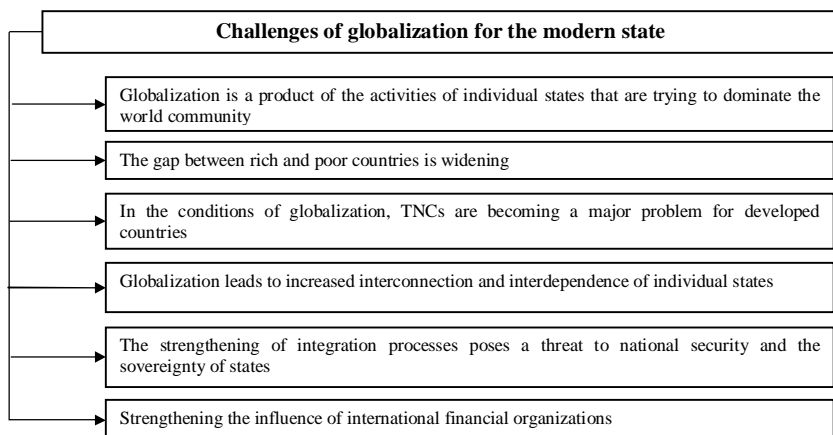 Challenges of globalization for the modern state
Globalization is a product of the activities of individual states that are trying to dominate the
world community
The gap between rich and poor countries is widening
In the conditions of globalization, TNCs are becoming a major problem for developed
countries
Globalization leads to increased interconnection and interdependence of individual states
The strengthening of integration processes poses a threat to national security and the
sovereignty of states
Strengthening the influence of international financial organizations